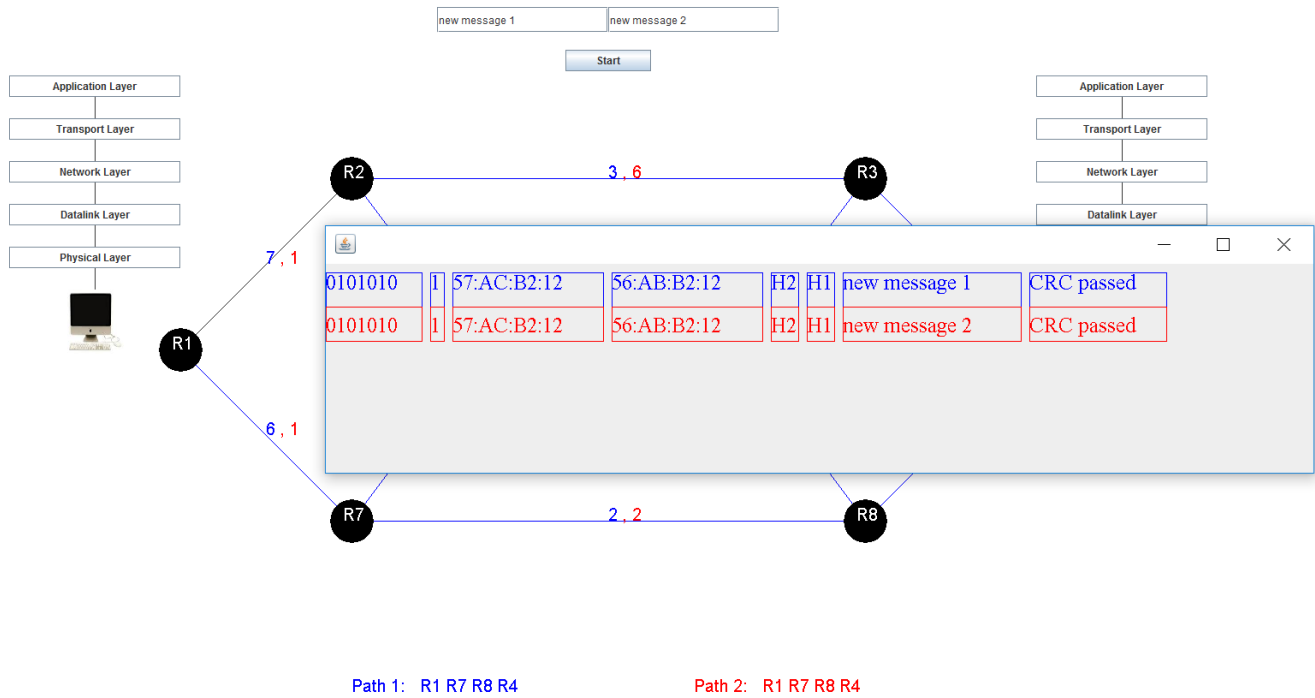 new message 1 new message 2
Start
Application Layer Application Layer
Transport Layer Transport Layer
Network Layer R2 3 , 6 R3 Network Layer
Datalink Layer Datalink Layer
Physical Layer 7 , 1
0101010 1 57:AC:B2:12 56:AB:B2:12 H2 H1 new message 1 CRC passed
0101010 1 57:AC:B2:12 56:AB:B2:12 H2 H1 new message 2 CRC passed
R1
6 , 1
R7 2 , 2 R8
Path 1: R1 R7 R8 R4 Path 2: R1 R7 R8 R4